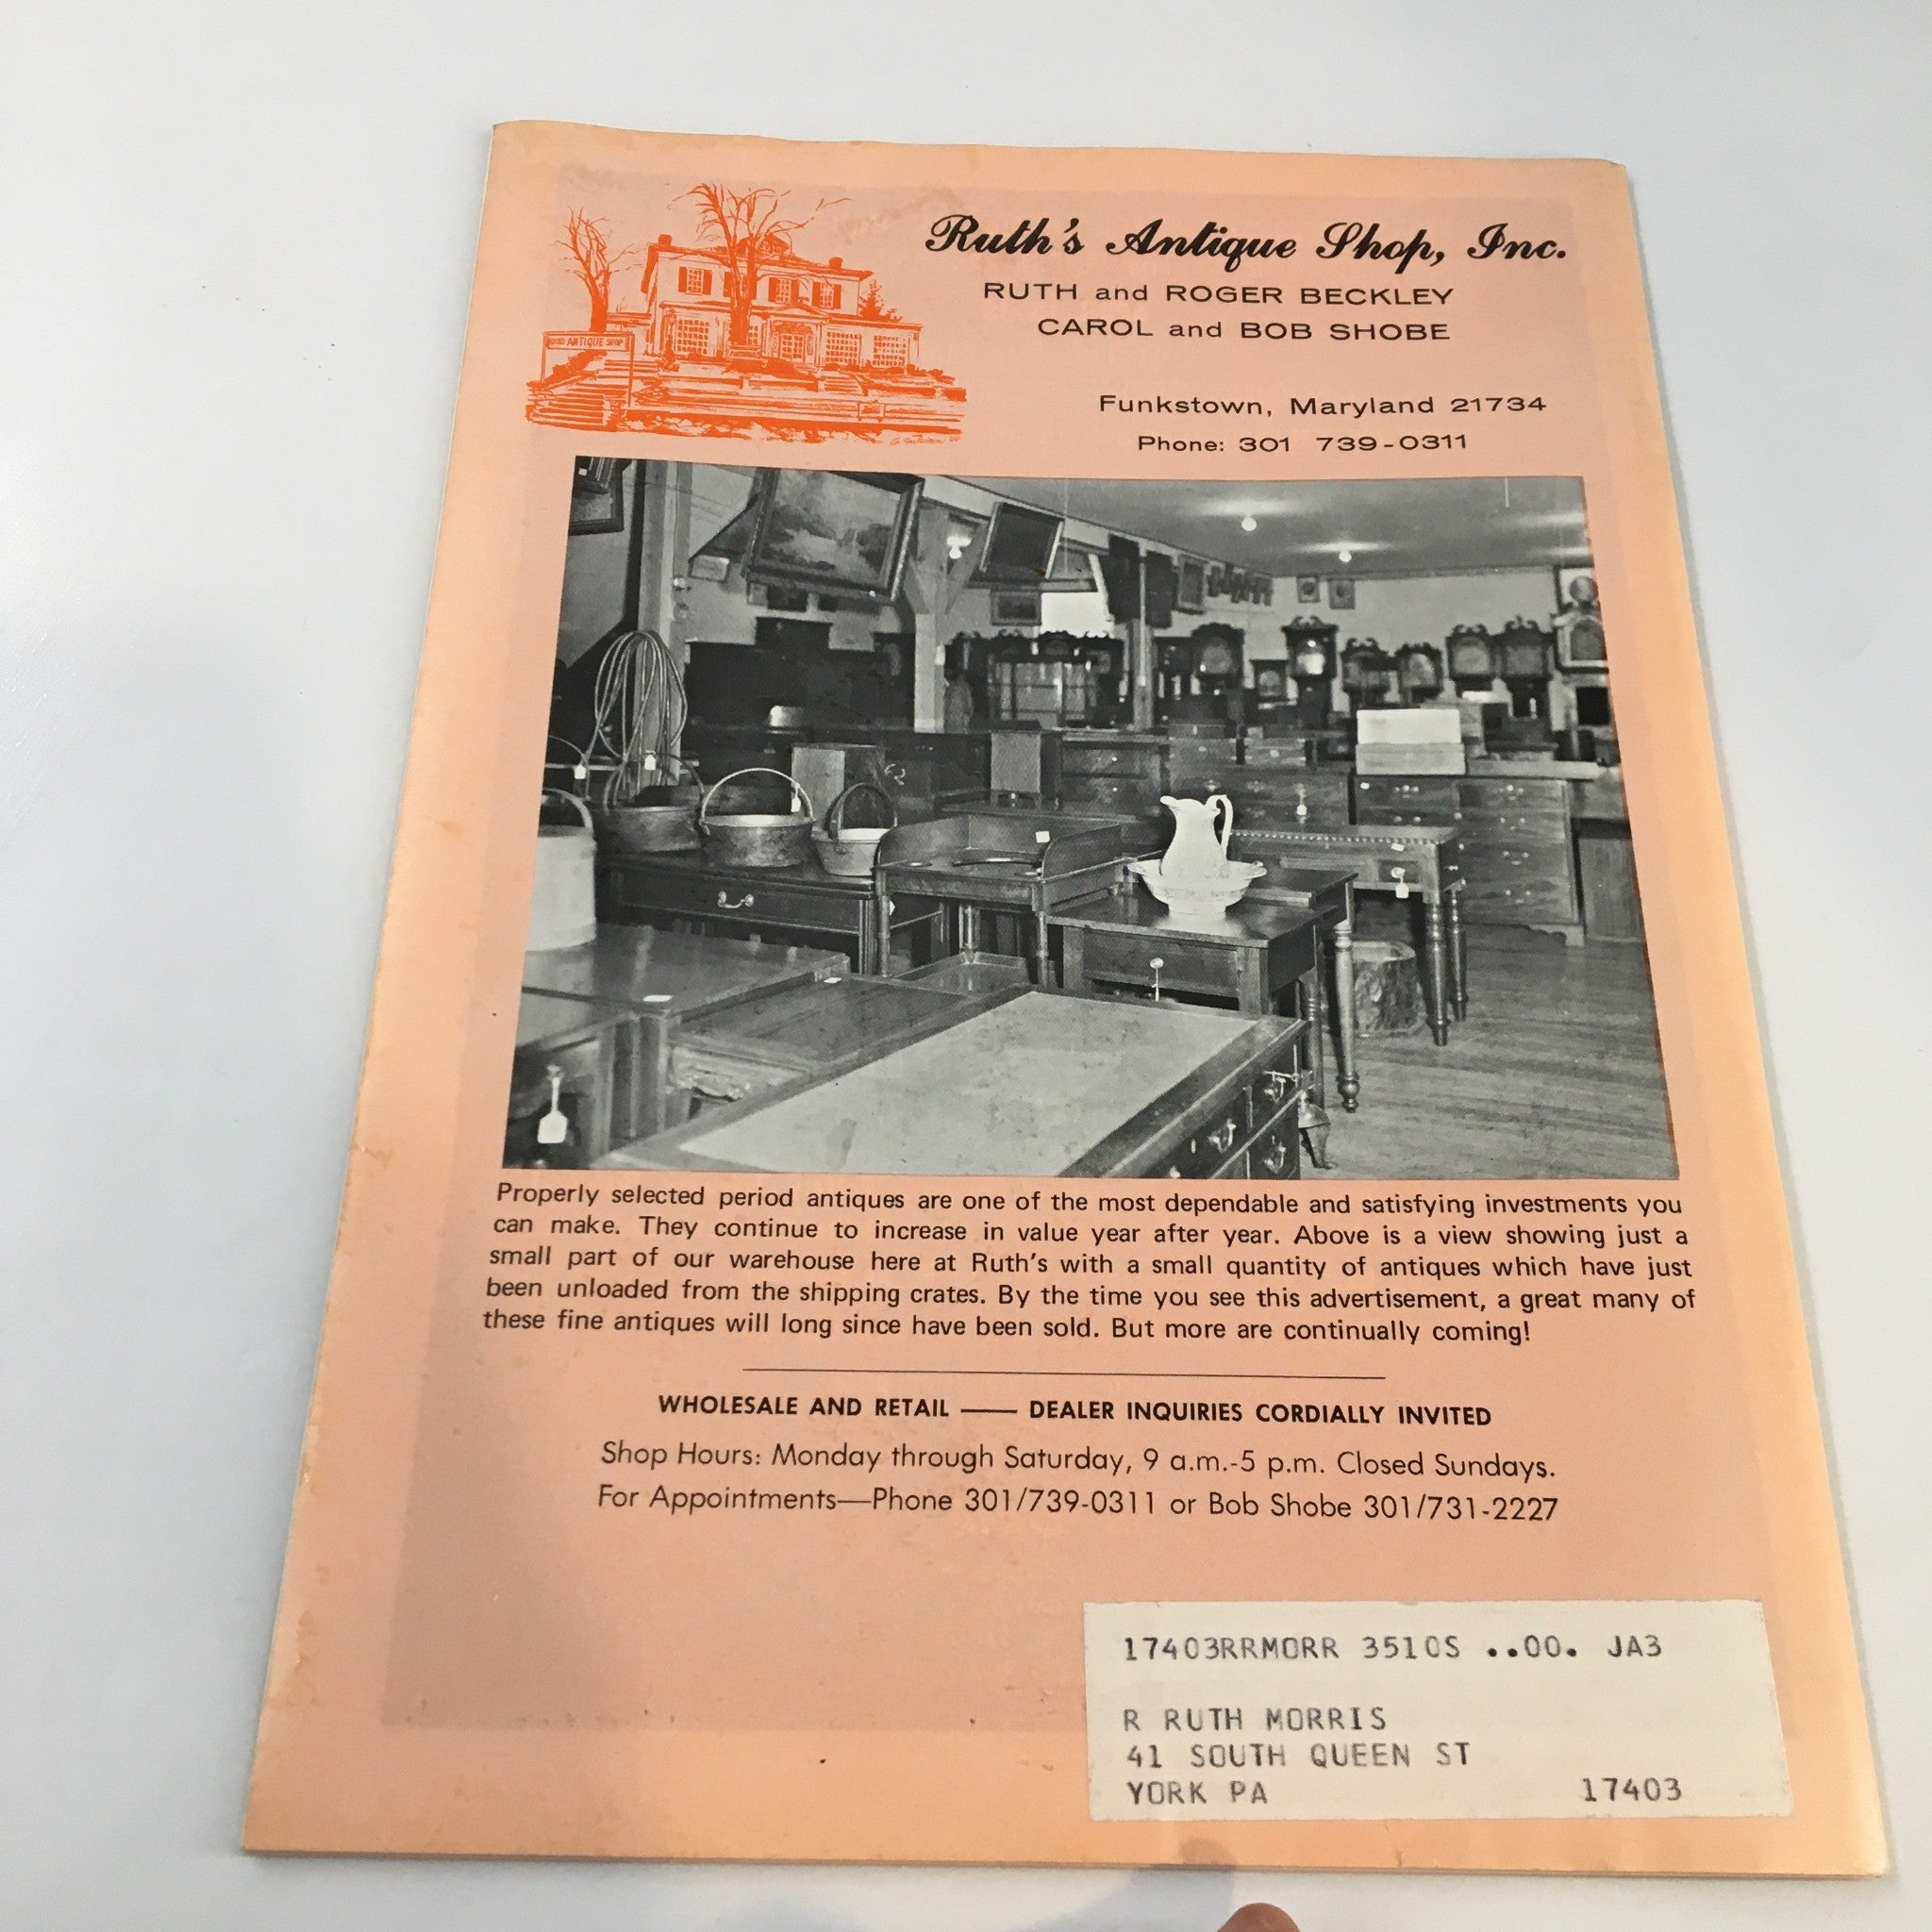 Ruth's Antique Shop, Inc.
RUTH and ROGER BECKLEY
CAROL and BOB SHOBE
ANTIQUE SHOP
Funkstown, Maryland 21734
Phone: 301 739-0311
Properly selected period antiques are one of the most dependable and satisfying investments you
can make. They continue to increase in value year after year. Above is a view showing just a
small part of our warehouse here at Ruth's with a small quantity of antiques which have just
been unloaded from the shipping crates. By the time you see this advertisement, a great many of
these fine antiques will long since have been sold. But more are continually coming!
WHOLESALE AND RETAIL —— DEALER INQUIRIES CORDIALLY INVITED
Shop Hours: Monday through Saturday, 9 a.m.-5 p.m. Closed Sundays.
For Appointments—Phone 301/739-0311 or Bob Shobe 301/731-2227
17403RRMORR 3510S ..00. JA3
R RUTH MORRIS
41 SOUTH QUEEN ST
YORK PA 17403